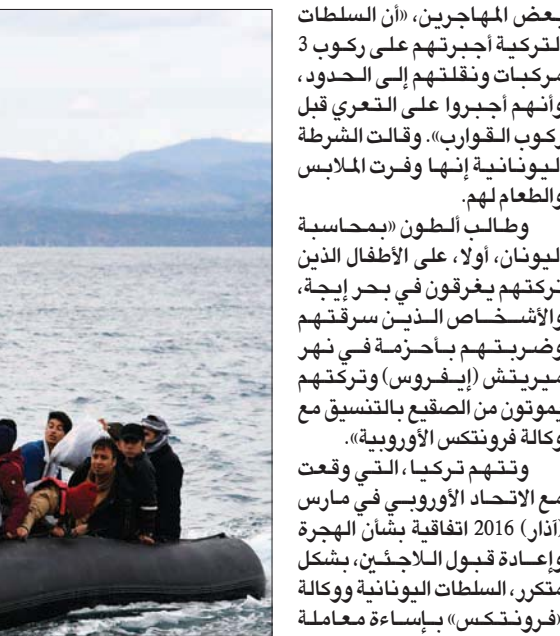 بعض المهاجرين، «أن السلطات
التركية أجبرتهم على ركوب 3
مركبات ونقلتهم إلى الحدود،
وأنهم أجبروا على التعري قبل
ركوب القوارب». وقالت الشرطة
اليونانية إنها وفرت الملابس
والطعام لهم.
وطالب ألطون «بمحاسبة
اليونان، أولا، على الأطفال الذين
تركتهم يغرقون في بحر إيجة،
والأشخاص الذين سرقتهم
وضربتهم بأحزمة في نهر
ميريتش (إيفروس) وتركتهم
يموتون من الصقيع بالتنسيق مع
وكالة فرونتكس الأوروبية».
وتتهم تركيا، التي وقعت
مع الاتحاد الأوروبي في مارس
(آذار) 2016 اتفاقية بشأن الهجرة
وإعادة قبول اللاجئين، بشكل
متكرر، السلطات اليونانية ووكالة
«فرونتكس» بإساءة معاملة